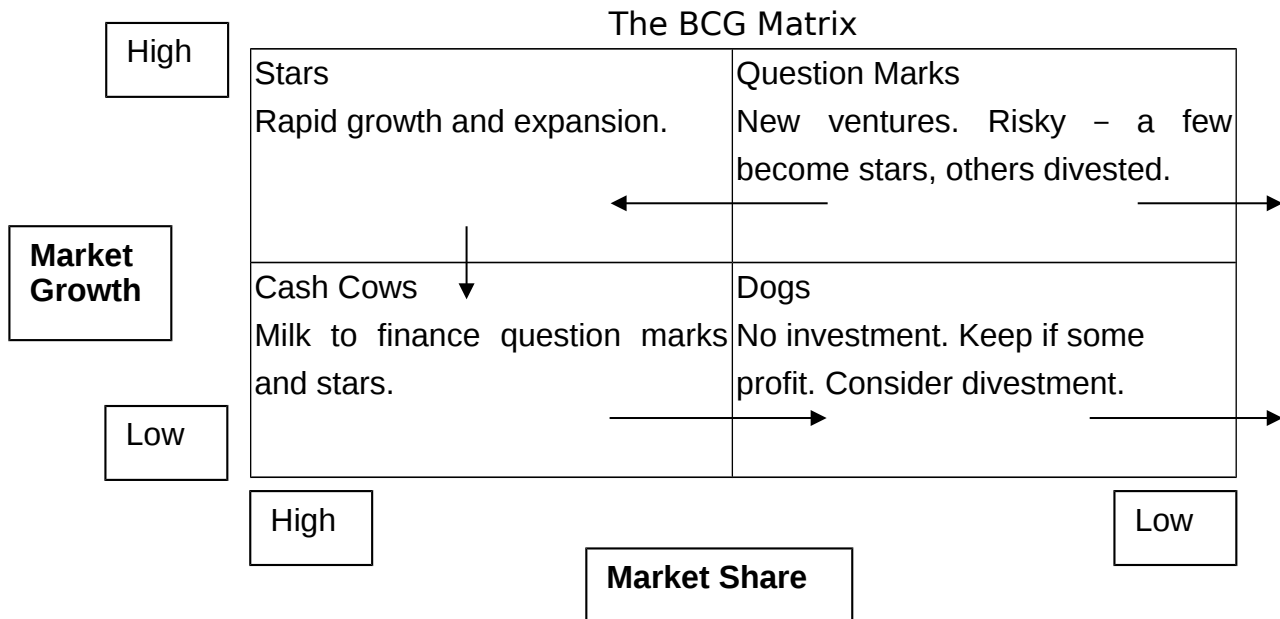 The BCG Matrix
High
Stars
Rapid growth and expansion.
Question Marks
New ventures. Risky – a few
become stars, others divested.
Market
Growth
Cash Cows
Milk to finance question marks
and stars.
Dogs
No investment. Keep if some
profit. Consider divestment.
Low
High
Low
Market Share